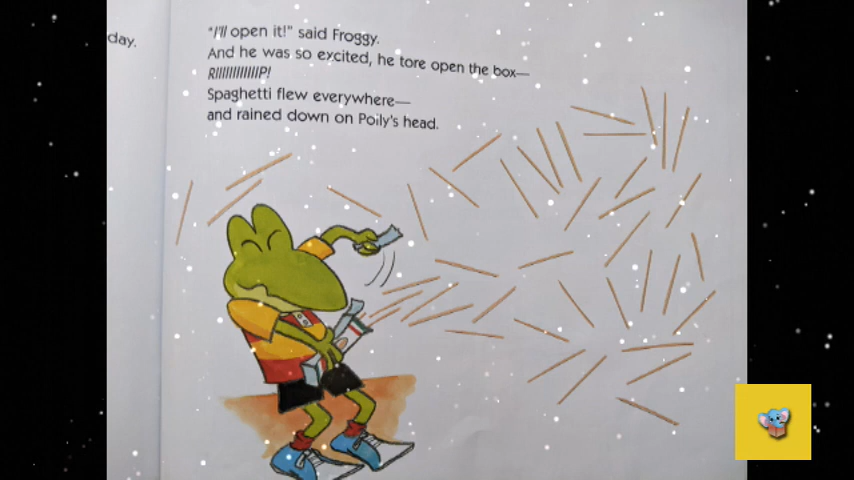 day.
"I'll open it!" said Froggy.
And he was so excited, he tore open the box—
RIIIIIIIIIIIIP!
Spaghetti flew everywhere—
and rained down on Polly's head.